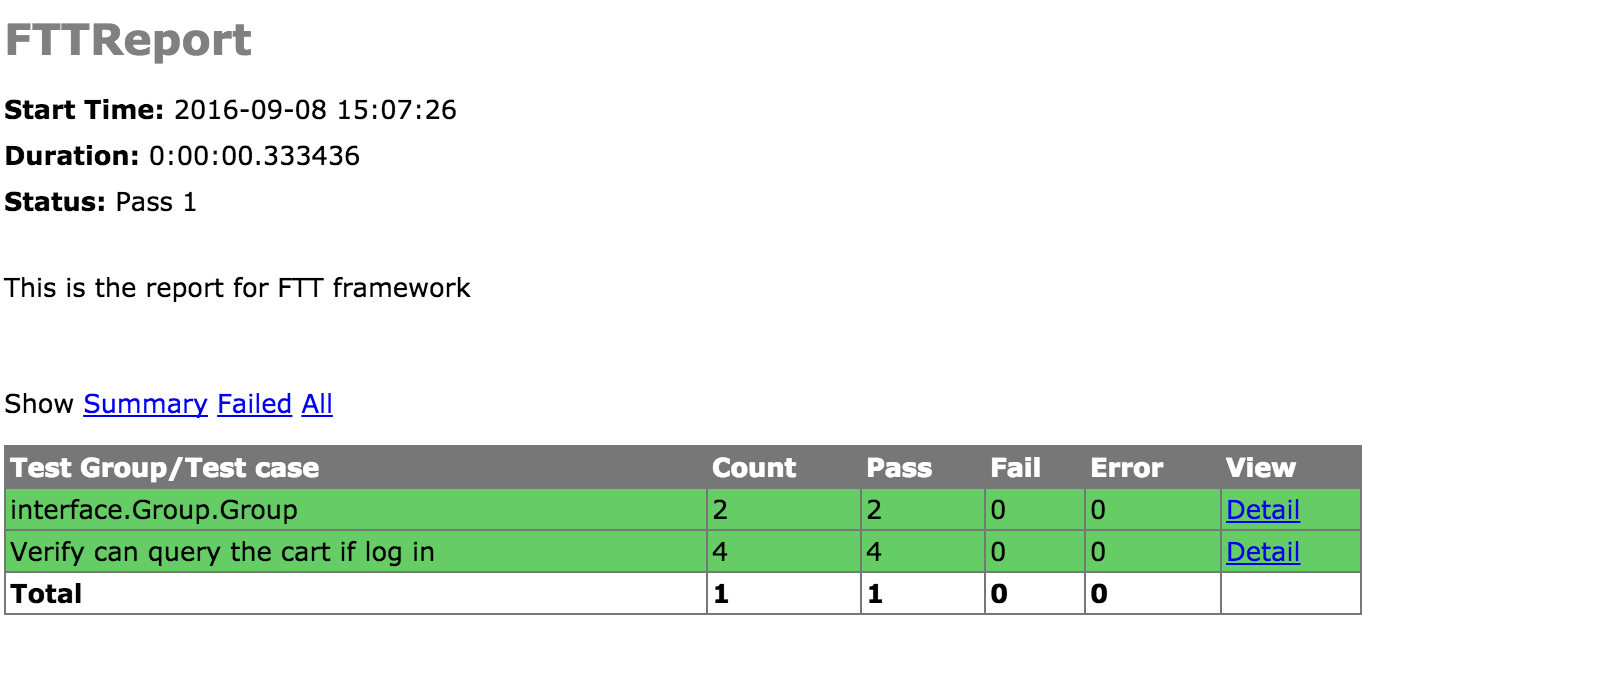 FTTReport
Start Time: 2016-09-08 15:07:26
Duration: 0:00:00.333436
Status: Pass 1
This is the report for FTT framework
Show Summary Failed All
Test Group/Test case Count Pass Fail Error View
interface.Group.Group 2 2 0 0 Detail
Verify can query the cart if log in 4 4 0 0 Detail
Total 1 1 0 0